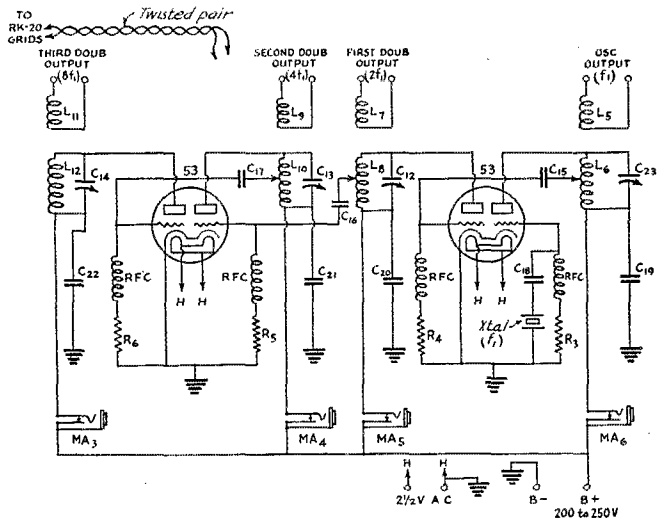 TO
RK-20
GRIDS
Twisted pair
THIRD DOUB
OUTPUT
(8f1)
SECOND DOUB
OUTPUT
(4f1)
FIRST DOUB
OUTPUT
(2f1)
OSC
OUTPUT
(f1)
L11
L9
L7
L5
L12
C14
53
C17
L10
C13
L8
C12
53
C15
L6
C23
C16
C22
RFC
H H
RFC
C21
C20
RFC
H H
C18
RFC
C19
R6
R5
R4
Xtal
(f1)
R3
MA3
MA4
MA5
MA6
H H
2½V AC
B-
B+
200 to 250V